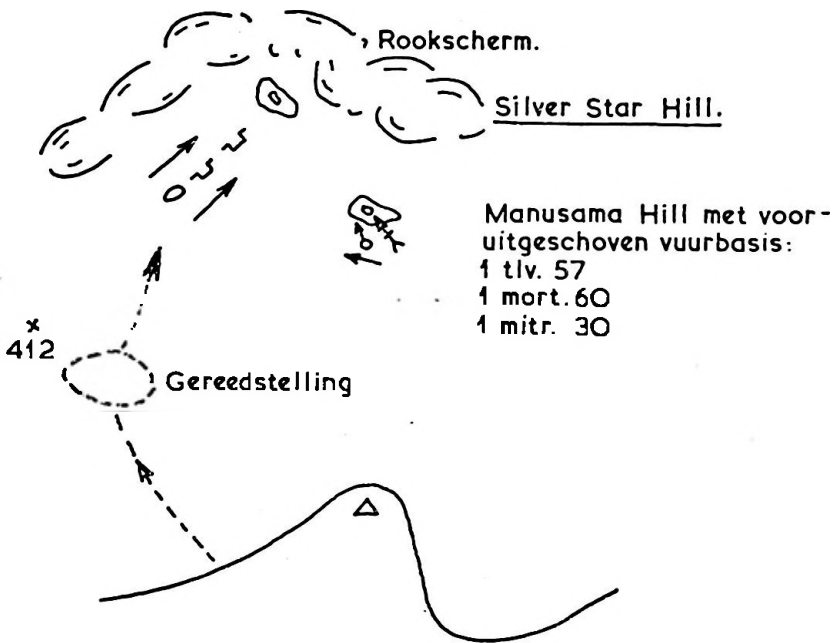 Rookscherm.
Silver Star Hill.
Manusama Hill met voor-
uitgeschoven vuurbasis:
1 tlv. 57
1 mort. 60
1 mitr. 30
x
412
Gereedstelling